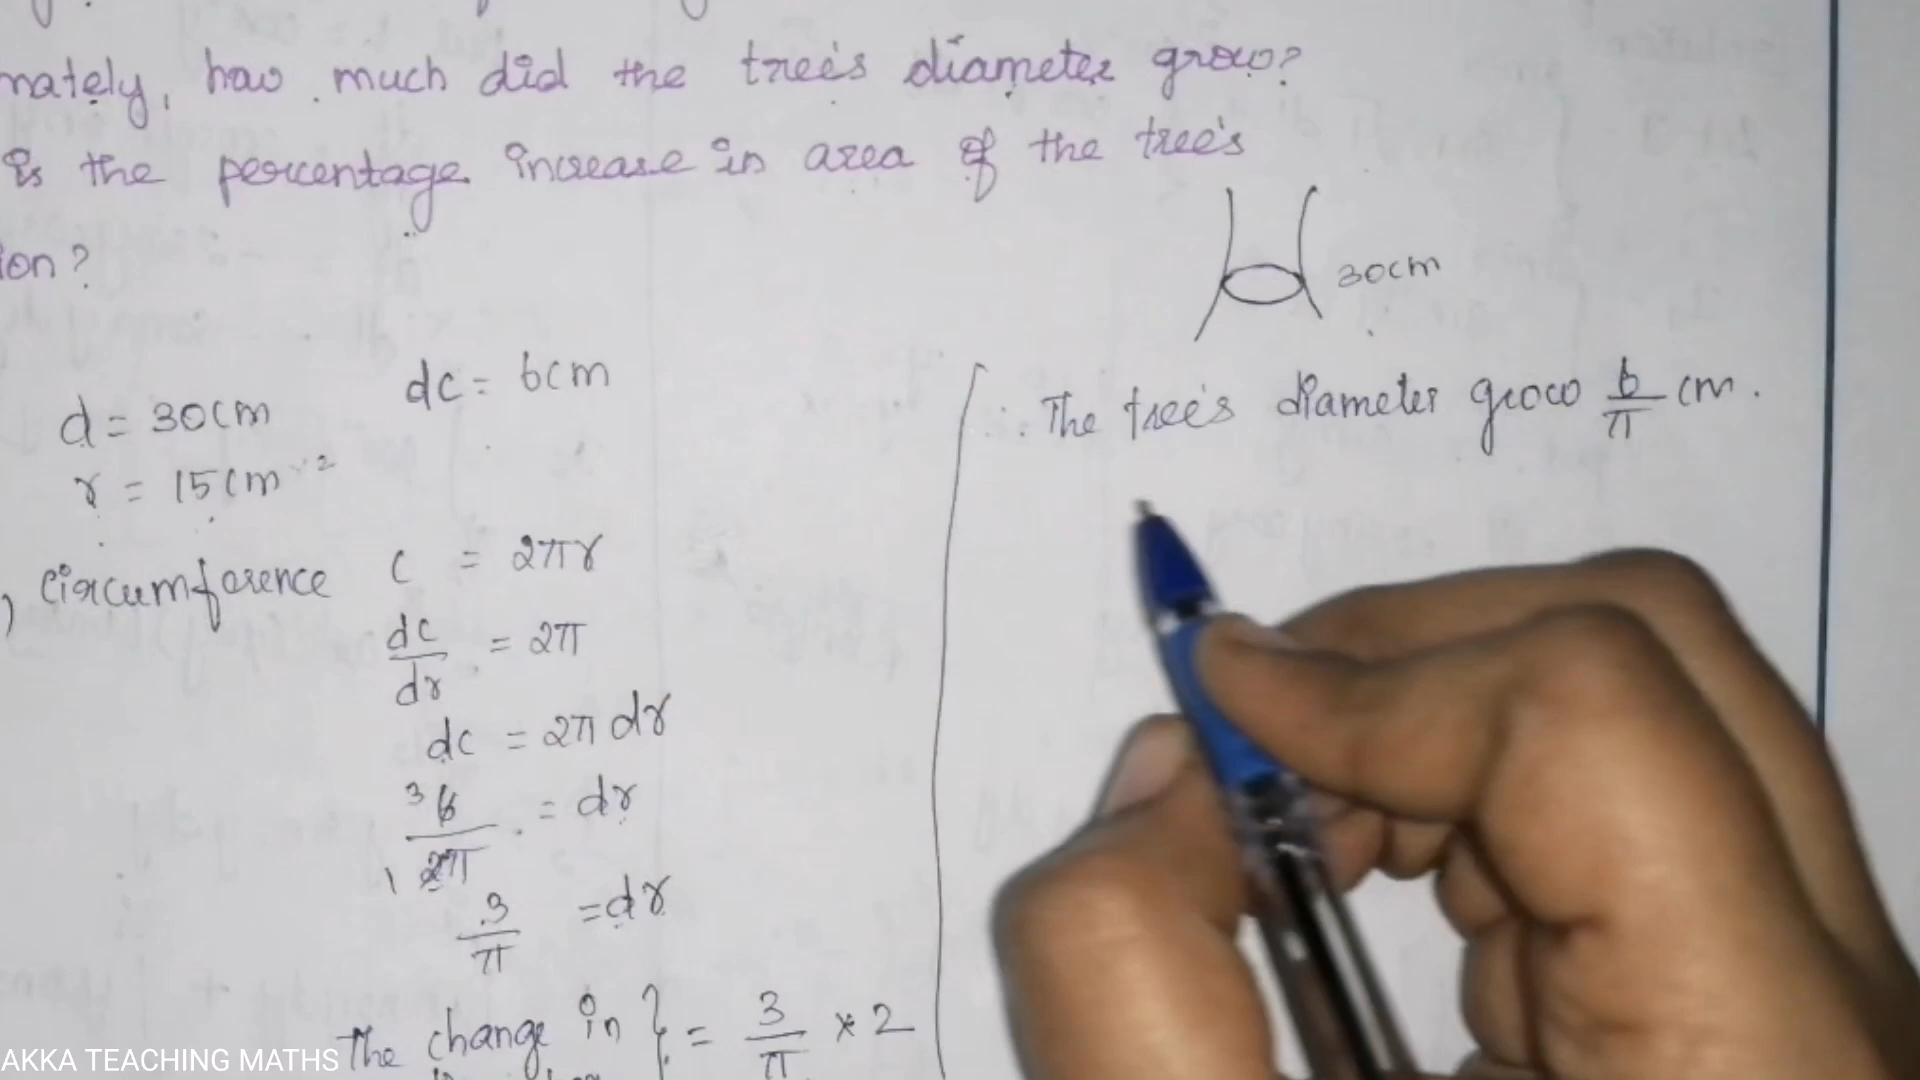 mately, how much did the tree's diameter grow?
is the percentage increase in area of the tree's
ion?
30cm
d = 30cm
dc = 6cm
r = 15cm
) circumference C = 2πr
dc/dr = 2π
dc = 2π dr
3 6/1 2π = dr
3/π = dr
The change in } = 3/π × 2
∴ The tree's diameter grow 6/π cm.
AKKA TEACHING MATHS